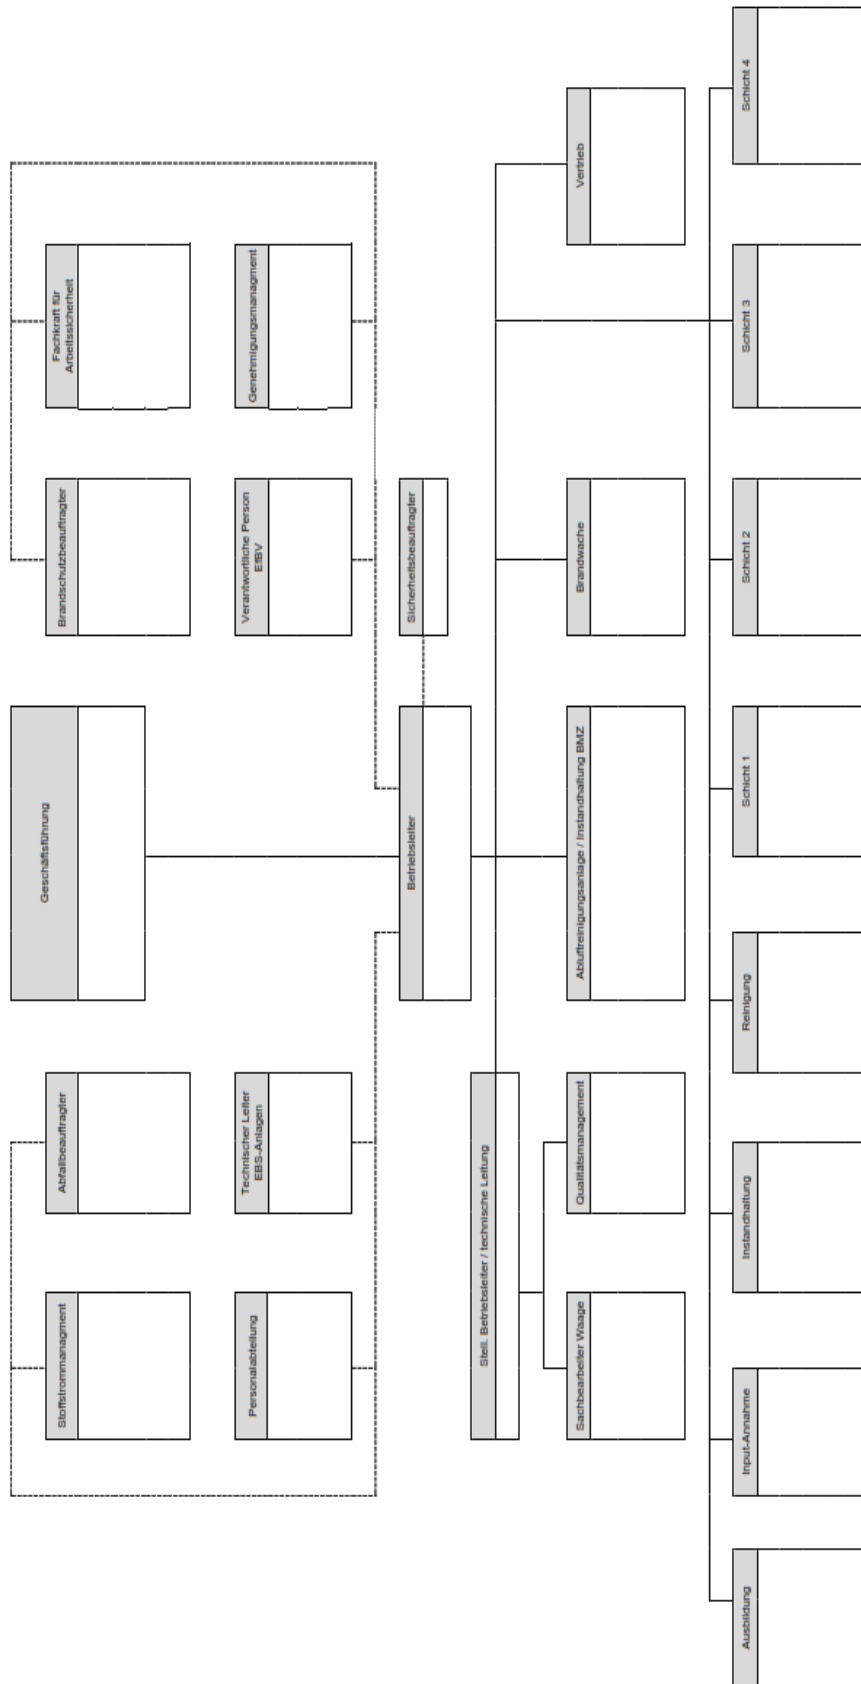 Geschäftsführung
Stoffstrommanagment
Abfallbeauftragter
Brandschutzbeauftragter
Fachkraft für
Arbeitssicherheit
Personalabteilung
Technischer Leiter
EBS-Anlagen
Verantwortliche Person
EfBV
Genehmigungsmanagment
Betriebsleiter
Sicherheitsbeauftragter
Stell. Betriebsleiter / technische Leitung
Sachbearbeiter Waage
Qualitätsmanagement
Abluftreinigungsanlage / Instandhaltung BMZ
Brandwache
Vertrieb
Ausbildung
Input-Annahme
Instandhaltung
Reinigung
Schicht 1
Schicht 2
Schicht 3
Schicht 4